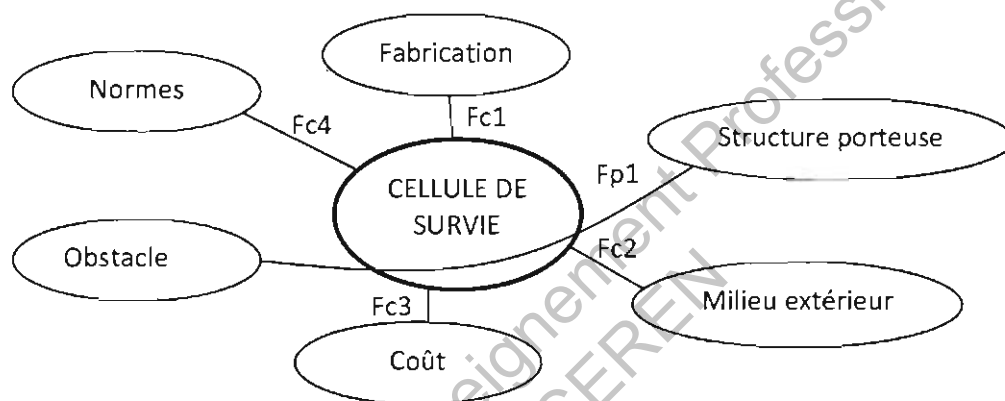 Fabrication
Normes
Fc4
Fc1
Structure porteuse
CELLULE DE
SURVIE
Fp1
Obstacle
Fc2
Milieu extérieur
Fc3
Coût